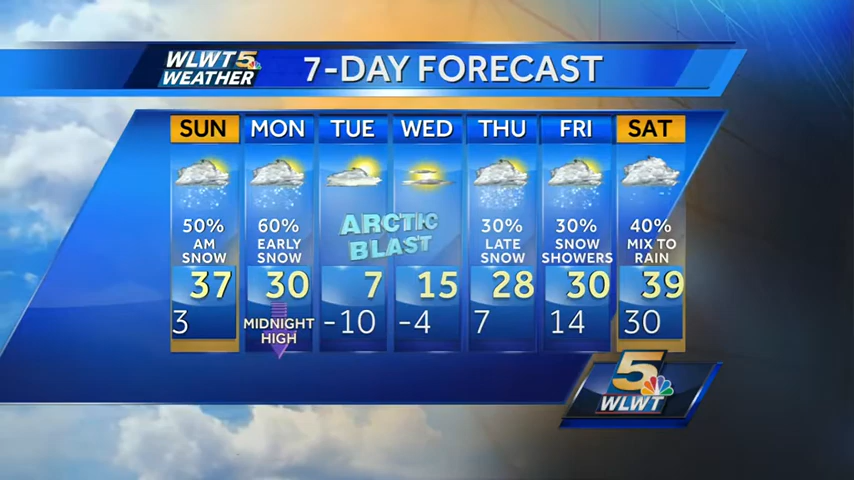 WLWT 5
WEATHER
7-DAY FORECAST
SUN MON TUE WED THU FRI SAT
50% 60% 30% 30% 40%
AM EARLY LATE SNOW MIX TO
SNOW SNOW SNOW SHOWERS RAIN
ARCTIC
BLAST
37 30 7 15 28 30 39
3 -10 -4 7 14 30
MIDNIGHT
HIGH
5
WLWT